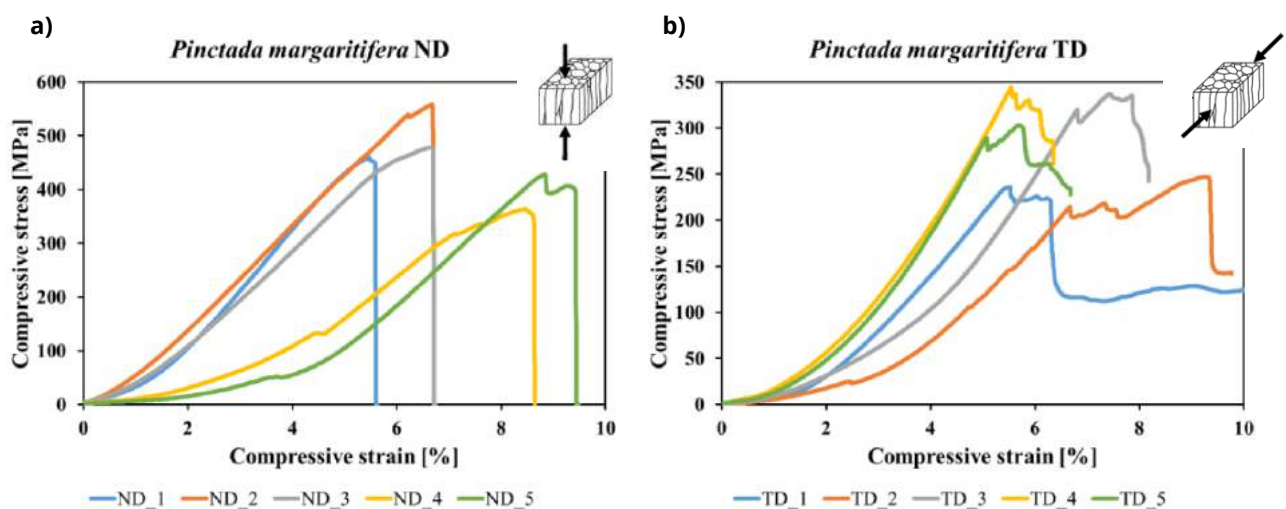 a)
Pinctada margaritifera ND
Compressive stress [MPa]
600
500
400
300
200
100
0
0 2 4 6 8 10
Compressive strain [%]
ND_1 ND_2 ND_3 ND_4 ND_5
b)
Pinctada margaritifera TD
Compressive stress [MPa]
350
300
250
200
150
100
50
0
0 2 4 6 8 10
Compressive strain [%]
TD_1 TD_2 TD_3 TD_4 TD_5